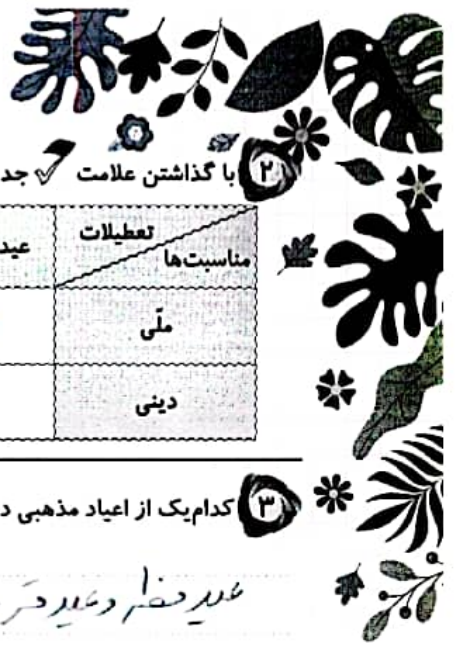 ۲ با گذاشتن علامت ✓ جد
تعطیلات
مناسبت‌ها
عید
ملّی
دینی
۳ کدام‌یک از اعیاد مذهبی د
عید فطر و عید قر